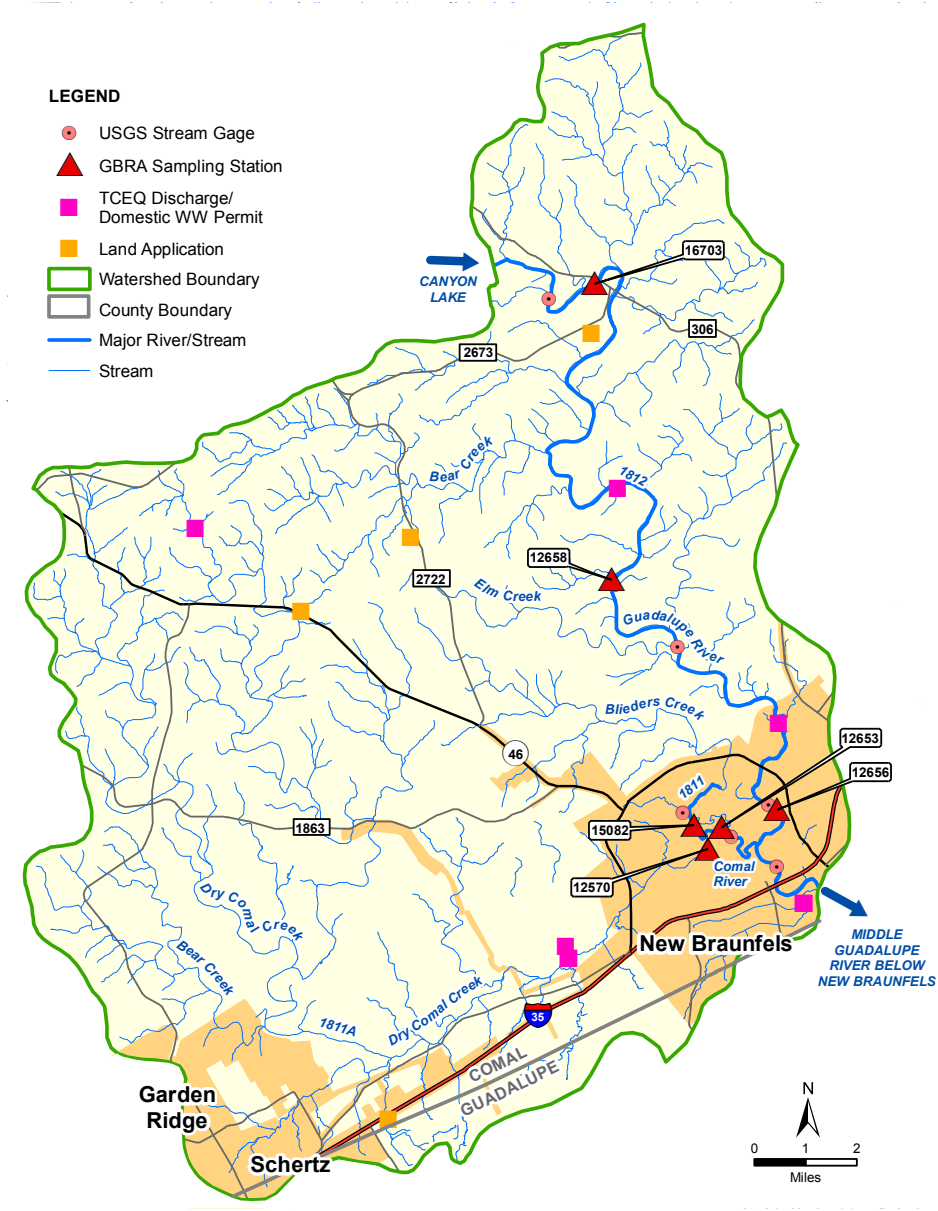 LEGEND
USGS Stream Gage
GBRA Sampling Station
TCEQ Discharge/
Domestic WW Permit
Land Application
Watershed Boundary
County Boundary
Major River/Stream
Stream
CANYON
LAKE
16703
306
2673
Bear Creek
1812
12658
2722
Elm Creek
Guadalupe River
Blieders Creek
46
12653
12656
1811
15082
1863
Comal
River
12570
Dry Comal Creek
New Braunfels
MIDDLE
GUADALUPE
RIVER BELOW
NEW BRAUNFELS
Bear Creek
Dry Comal Creek
35
1811A
COMAL
GUADALUPE
Garden
Ridge
Schertz
N
0 1 2
Miles